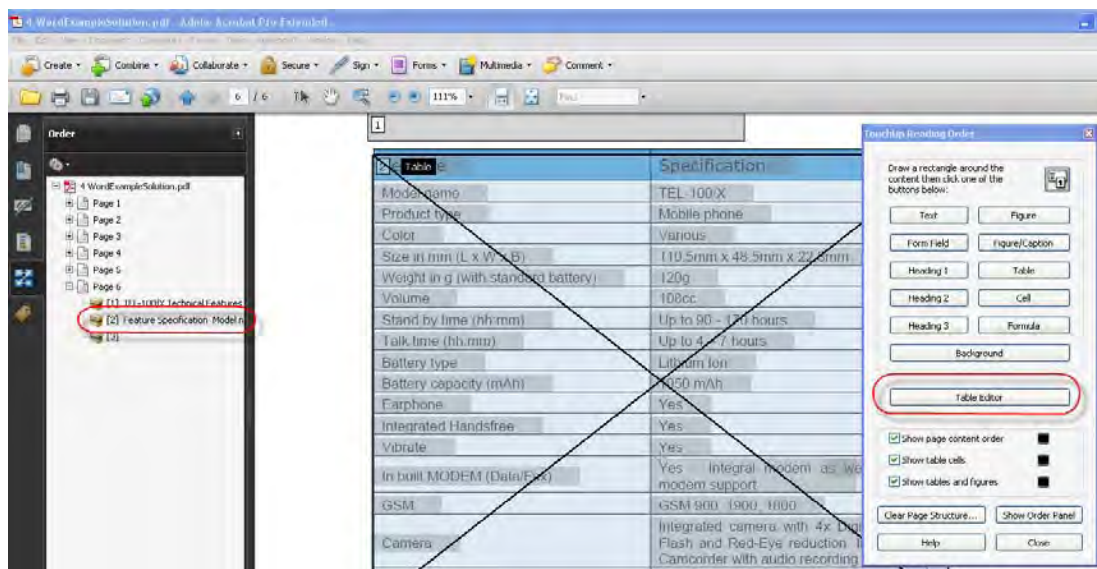 4.WordExampleSolution.pdf - Adobe Acrobat Pro Extended
Create Combine Collaborate Secure Sign Forms Multimedia Comment
6 / 6 111% Find
Order
4 WordExampleSolution.pdf
Page 1
Page 2
Page 3
Page 4
Page 5
Page 6
[1] TEL-100/X Technical Features
[2] Feature Specification Model n
[3]
1
Table Specification
Model name TEL-100/X
Product type Mobile phone
Color Various
Size in mm (L x W x B) 110.5mm x 48.5mm x 22.8mm
Weight in g (with standard battery) 120g
Volume 108cc
Stand by time (hh:mm) Up to 90 - 170 hours
Talk time (hh:mm) Up to 4 - 7 hours
Battery type Lithium Ion
Battery capacity (mAh) 1050 mAh
Earphone Yes
Integrated Handsfree Yes
Vibrate Yes
In built MODEM (Data/Fax) Yes Integral modem as we
modem support
GSM GSM 900, 1900, 1800
Camera Integrated camera with 4x Dig
Flash and Red-Eye reduction
Camcorder with audio recording
TouchUp Reading Order
Draw a rectangle around the
content then click one of the
buttons below:
Text Figure
Form Field Figure/Caption
Heading 1 Table
Heading 2 Cell
Heading 3 Formula
Background
Table Editor
Show page content order
Show table cells
Show tables and figures
Clear Page Structure... Show Order Panel
Help Close